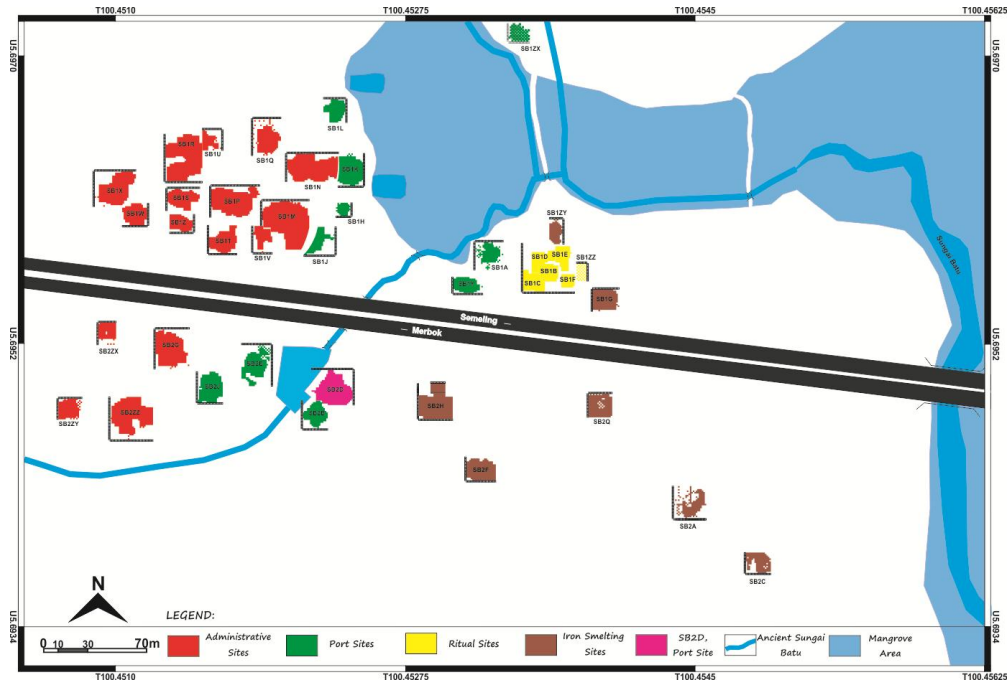 T100.4510 T100.45275 T100.4545 T100.45625
U5.6970 U5.6970
SB1ZX
SB1L
SB1U
SB1Q
SB1N
SB1K
SB1X
SB1S
SB1P
SB1W
SB1Z
SB1M
SB1H
SB1T
SB1V
SB1J
SB1ZY
SB1A
SB1D SB1E
SB1ZZ
SB1B
SB1C SB1F
SB1G
Sungai Batu
Semeling
Merbok
U5.6952 U5.6952
SB2ZX
SB2G
SB2E
SB2D
SB2B
SB2ZY
SB2ZZ
SB2H
SB2Q
SB2F
SB2A
SB2C
N
U5.6934 U5.6934
LEGEND:
0 10 30 70m
Administrative Sites
Port Sites
Ritual Sites
Iron Smelting Sites
SB2D, Port Site
Ancient Sungai Batu
Mangrove Area
T100.4510 T100.45275 T100.4545 T100.45625